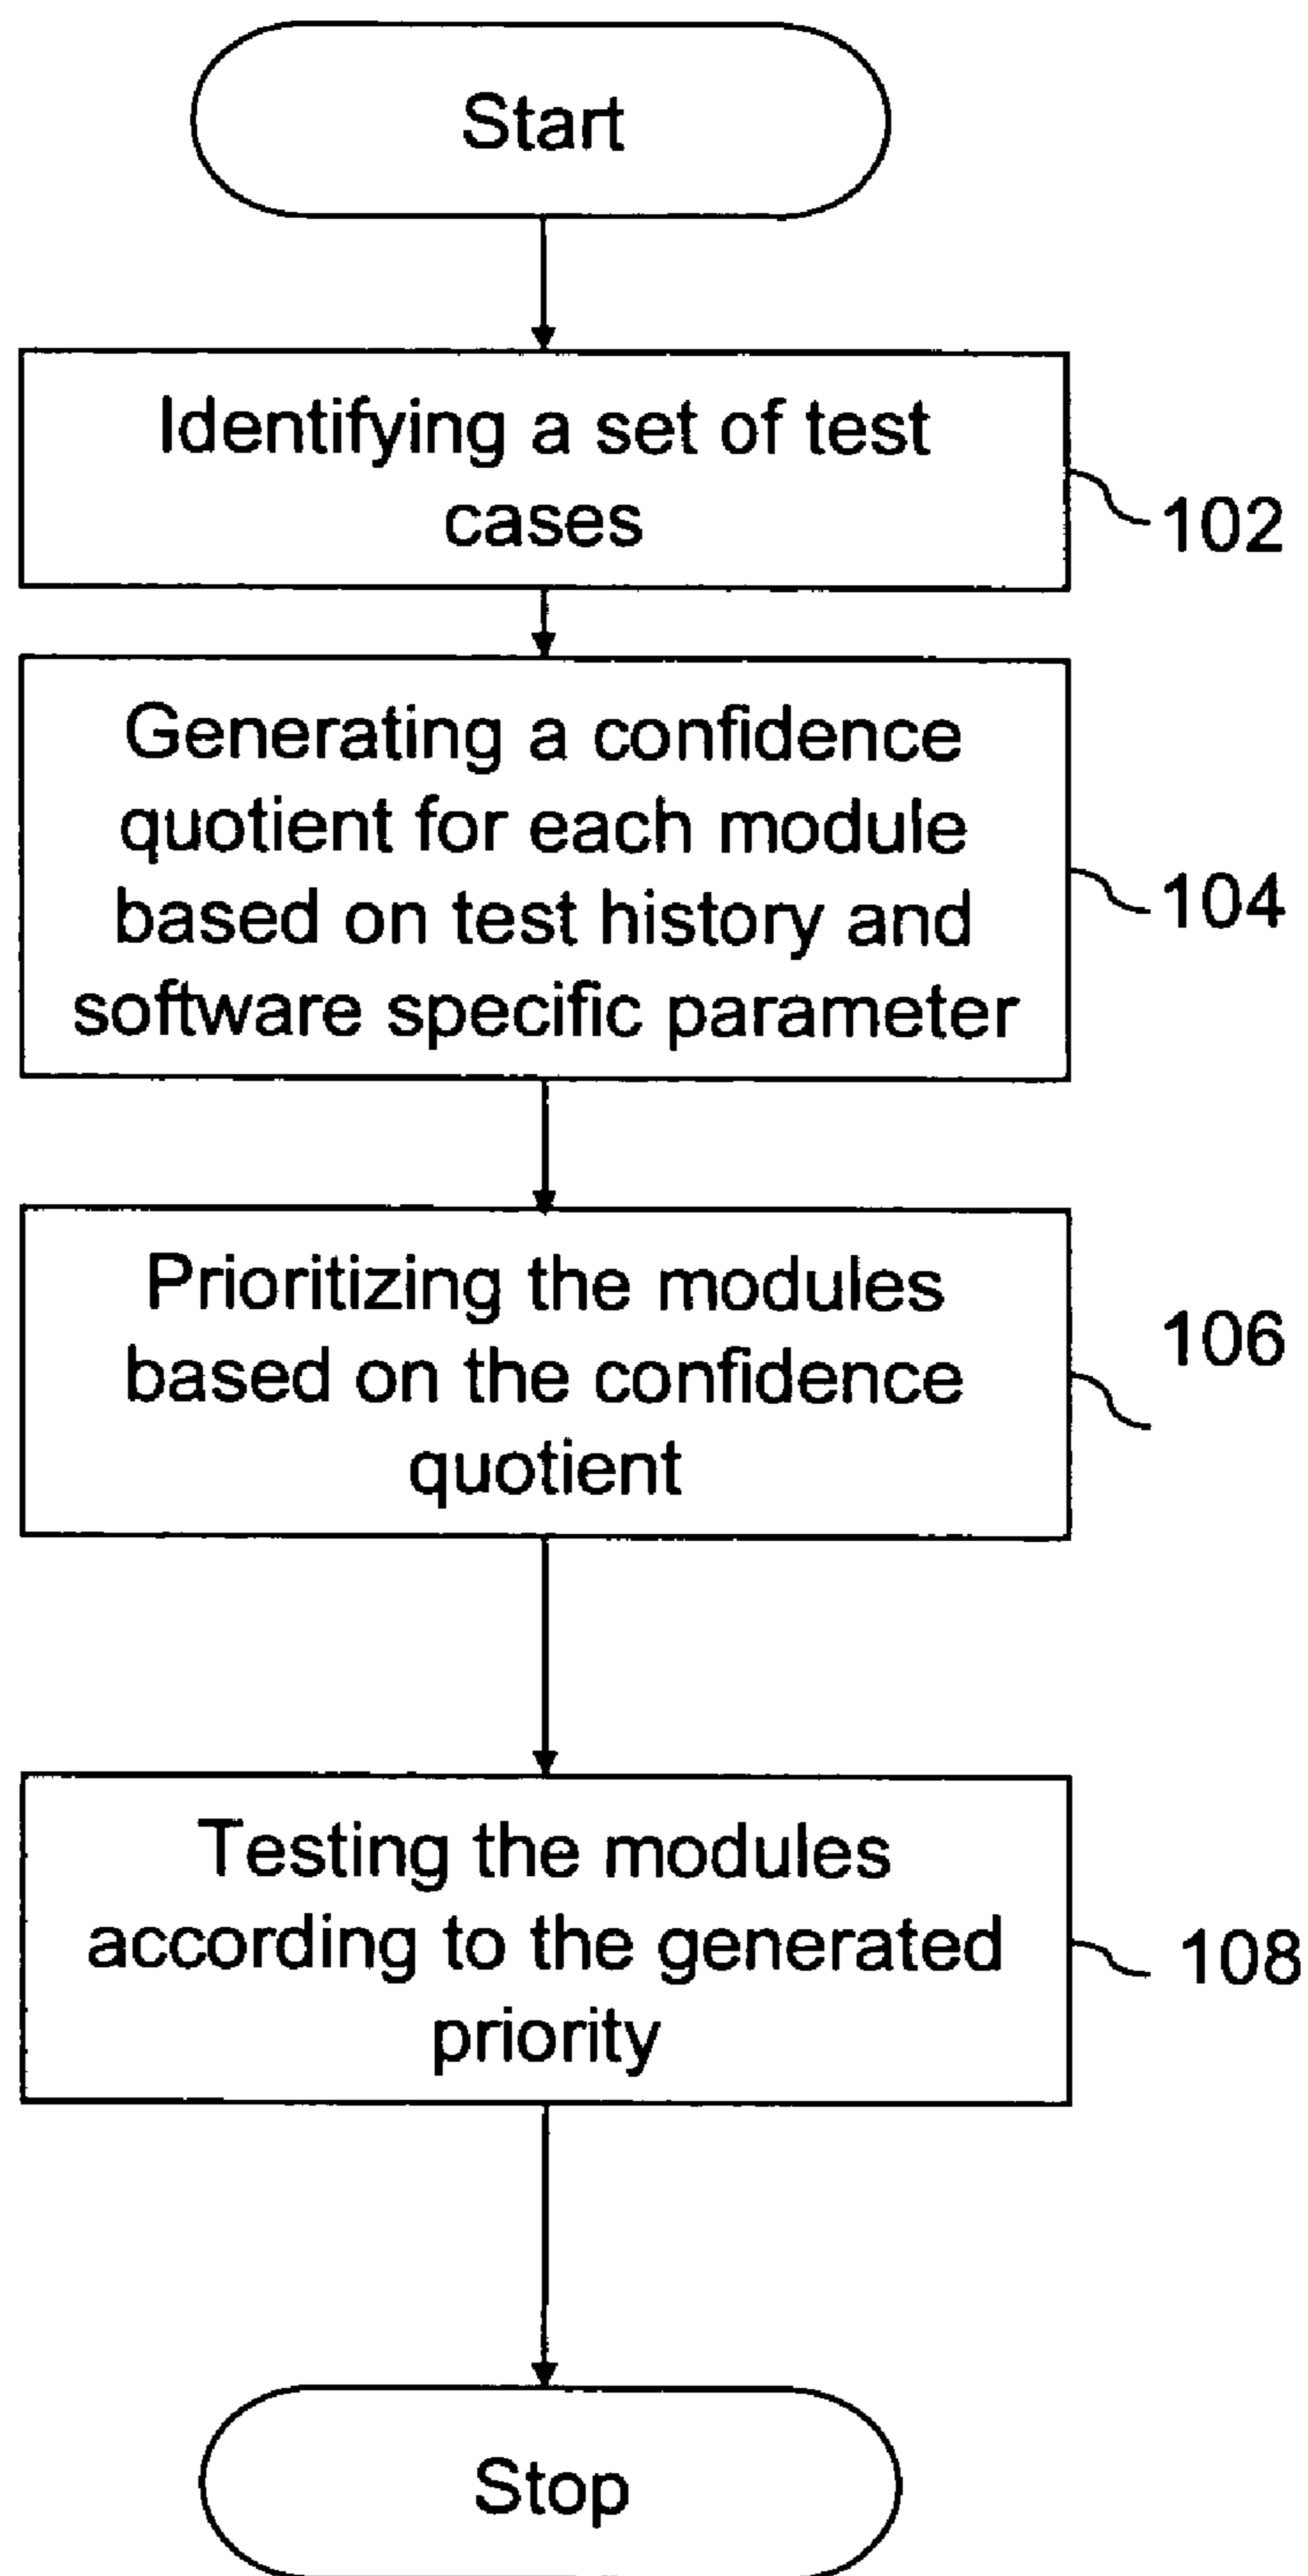 Start
Identifying a set of test
cases
102
Generating a confidence
quotient for each module
based on test history and
software specific parameter
104
Prioritizing the modules
based on the confidence
quotient
106
Testing the modules
according to the generated
priority
108
Stop